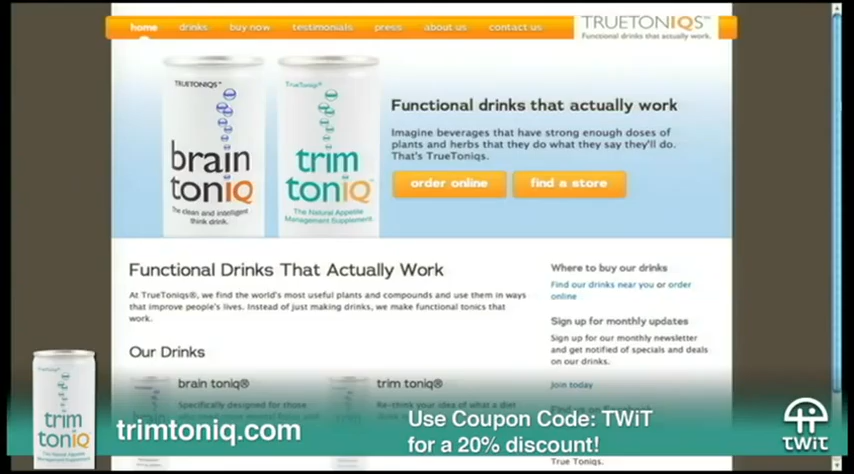 home drinks buy now testimonials press about us contact us
TRUETONIQS™
Functional drinks that actually work.
TRUETONIQS™
brain
toniQ
The clean and intelligent
think drink.
TrueToniqs®
trim
toniQ™
The Natural Appetite
Management Supplement.
Functional drinks that actually work
Imagine beverages that have strong enough doses of
plants and herbs that they do what they say they'll do.
That's TrueToniqs.
order online find a store
Functional Drinks That Actually Work
At TrueToniqs®, we find the world's most useful plants and compounds and use them in ways
that improve people's lives. Instead of just making drinks, we make functional tonics that
work.
Our Drinks
brain toniq®
Specifically designed for those
trim toniq®
Re-think your idea of what a diet
Where to buy our drinks
Find our drinks near you or order
online
Sign up for monthly updates
Sign up for our monthly newsletter
and get notified of specials and deals
on our drinks.
Join today
True Toniqs.
trim
toniQ
trimtoniq.com
Use Coupon Code: TWiT
for a 20% discount!
TWiT